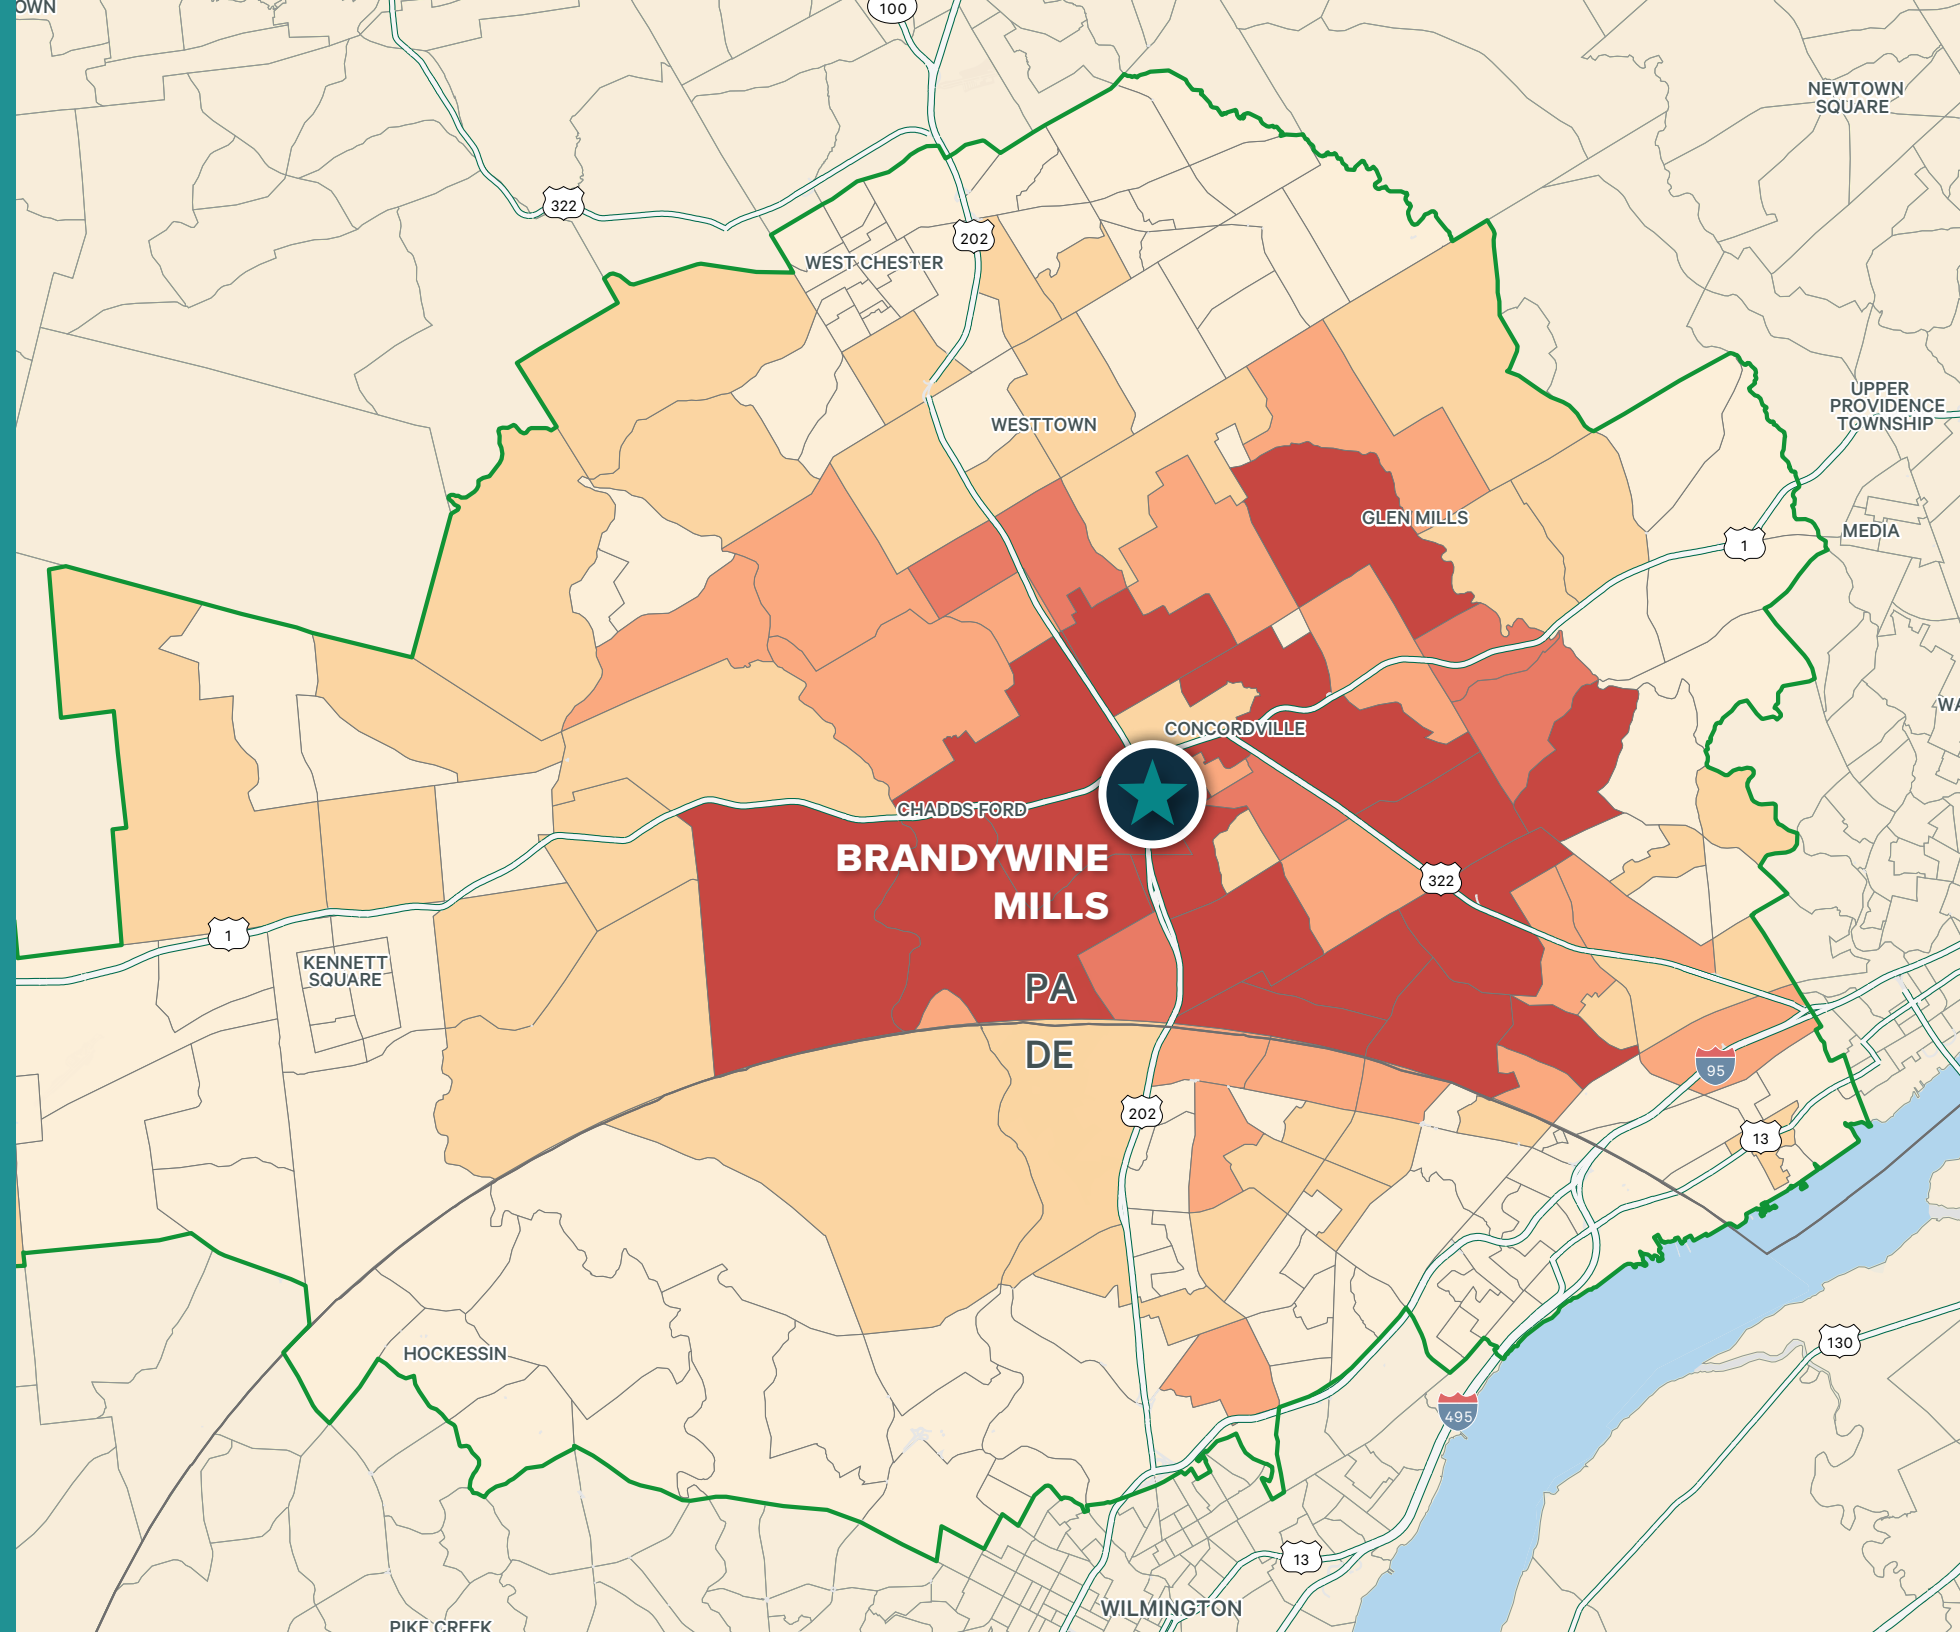 OWN
100
NEWTOWN
SQUARE
322
202
WEST CHESTER
UPPER
PROVIDENCE
TOWNSHIP
WESTTOWN
GLEN MILLS
MEDIA
1
WA
CONCORDVILLE
CHADDS FORD
BRANDYWINE
MILLS
322
1
KENNETT
SQUARE
PA
DE
95
202
13
130
HOCKESSIN
495
13
WILMINGTON
PIKE CREEK